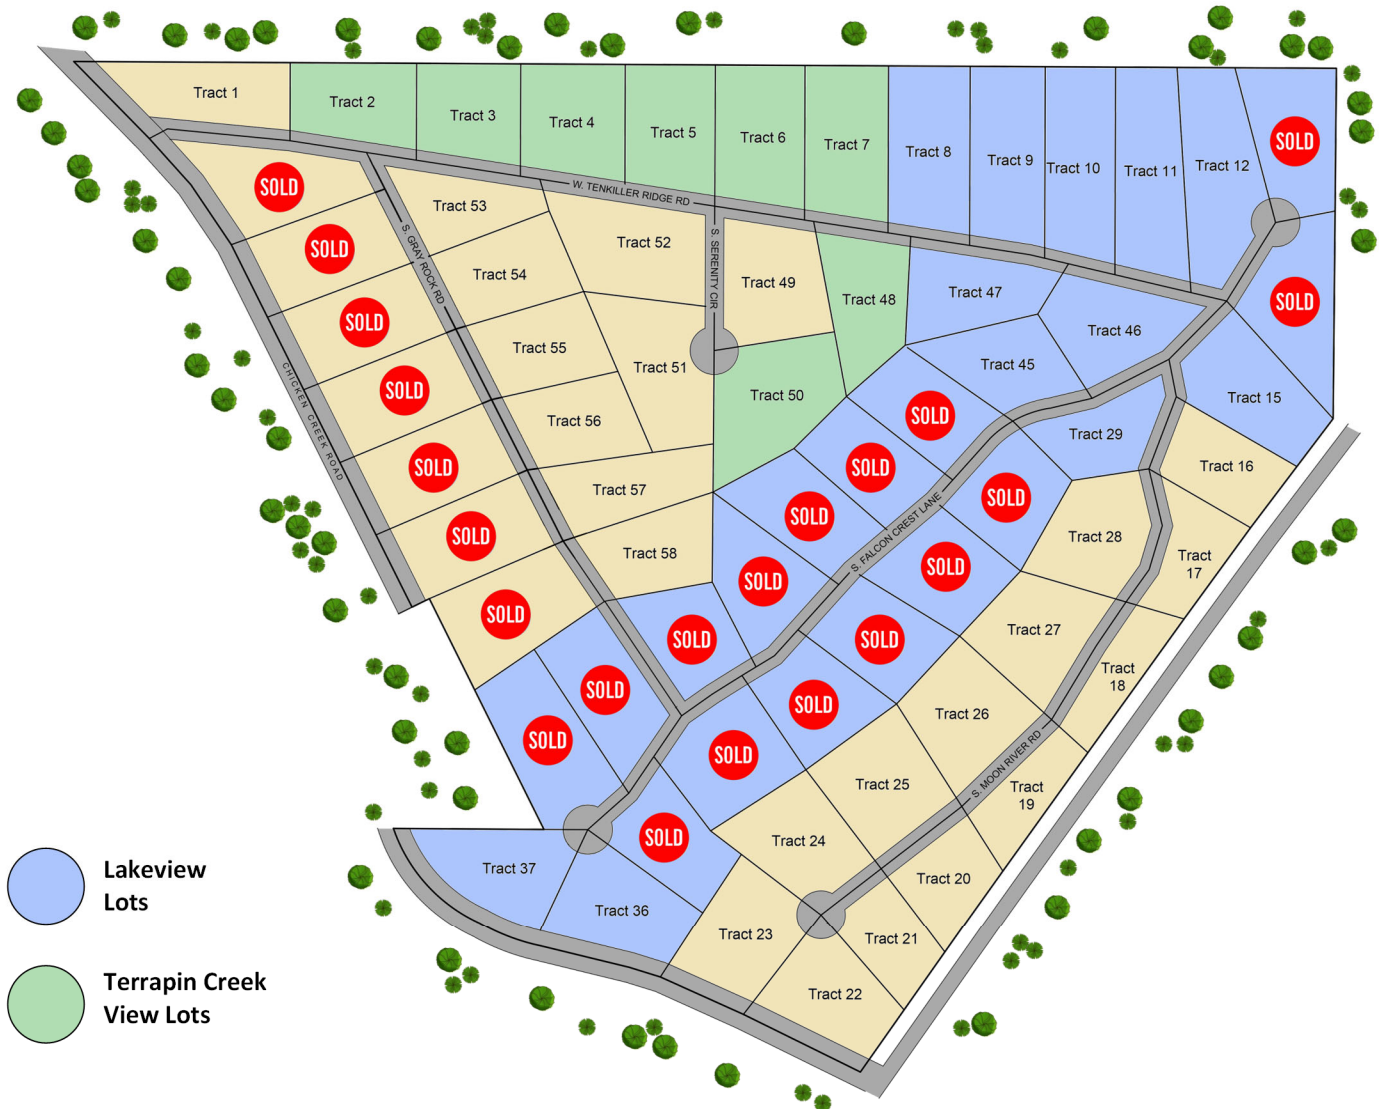 Tract 1
Tract 2
Tract 3
Tract 4
Tract 5
Tract 6
Tract 7
Tract 8
Tract 9
Tract 10
Tract 11
Tract 12
SOLD
SOLD
W. TENKILLER RIDGE RD
SOLD
S. GRAY ROCK RD
Tract 53
Tract 52
S. SERENITY CIR
Tract 49
Tract 48
Tract 47
Tract 46
SOLD
SOLD
Tract 54
Tract 55
Tract 51
Tract 50
Tract 45
Tract 15
CHICKEN CREEK ROAD
SOLD
Tract 56
SOLD
Tract 29
SOLD
SOLD
Tract 16
Tract 57
SOLD
SOLD
SOLD
S. FALCON CREST LANE
Tract 28
Tract
17
Tract 58
SOLD
SOLD
SOLD
SOLD
SOLD
Tract 27
Tract
18
SOLD
SOLD
Tract 26
SOLD
SOLD
S. MOON RIVER RD
Tract 25
Tract
19
SOLD
Tract 24
Tract 37
Tract 20
Tract 36
Tract 23
Tract 21
Tract 22
Lakeview
Lots
Terrapin Creek
View Lots